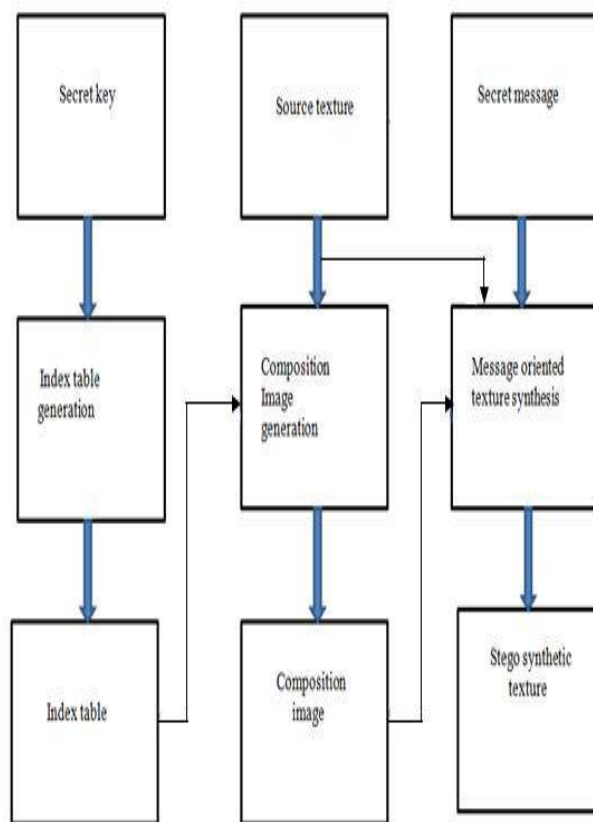 Secret key
Source texture
Secret message
Index table
generation
Composition
Image
generation
Message oriented
texture synthesis
Index table
Composition
image
Stego synthetic
texture